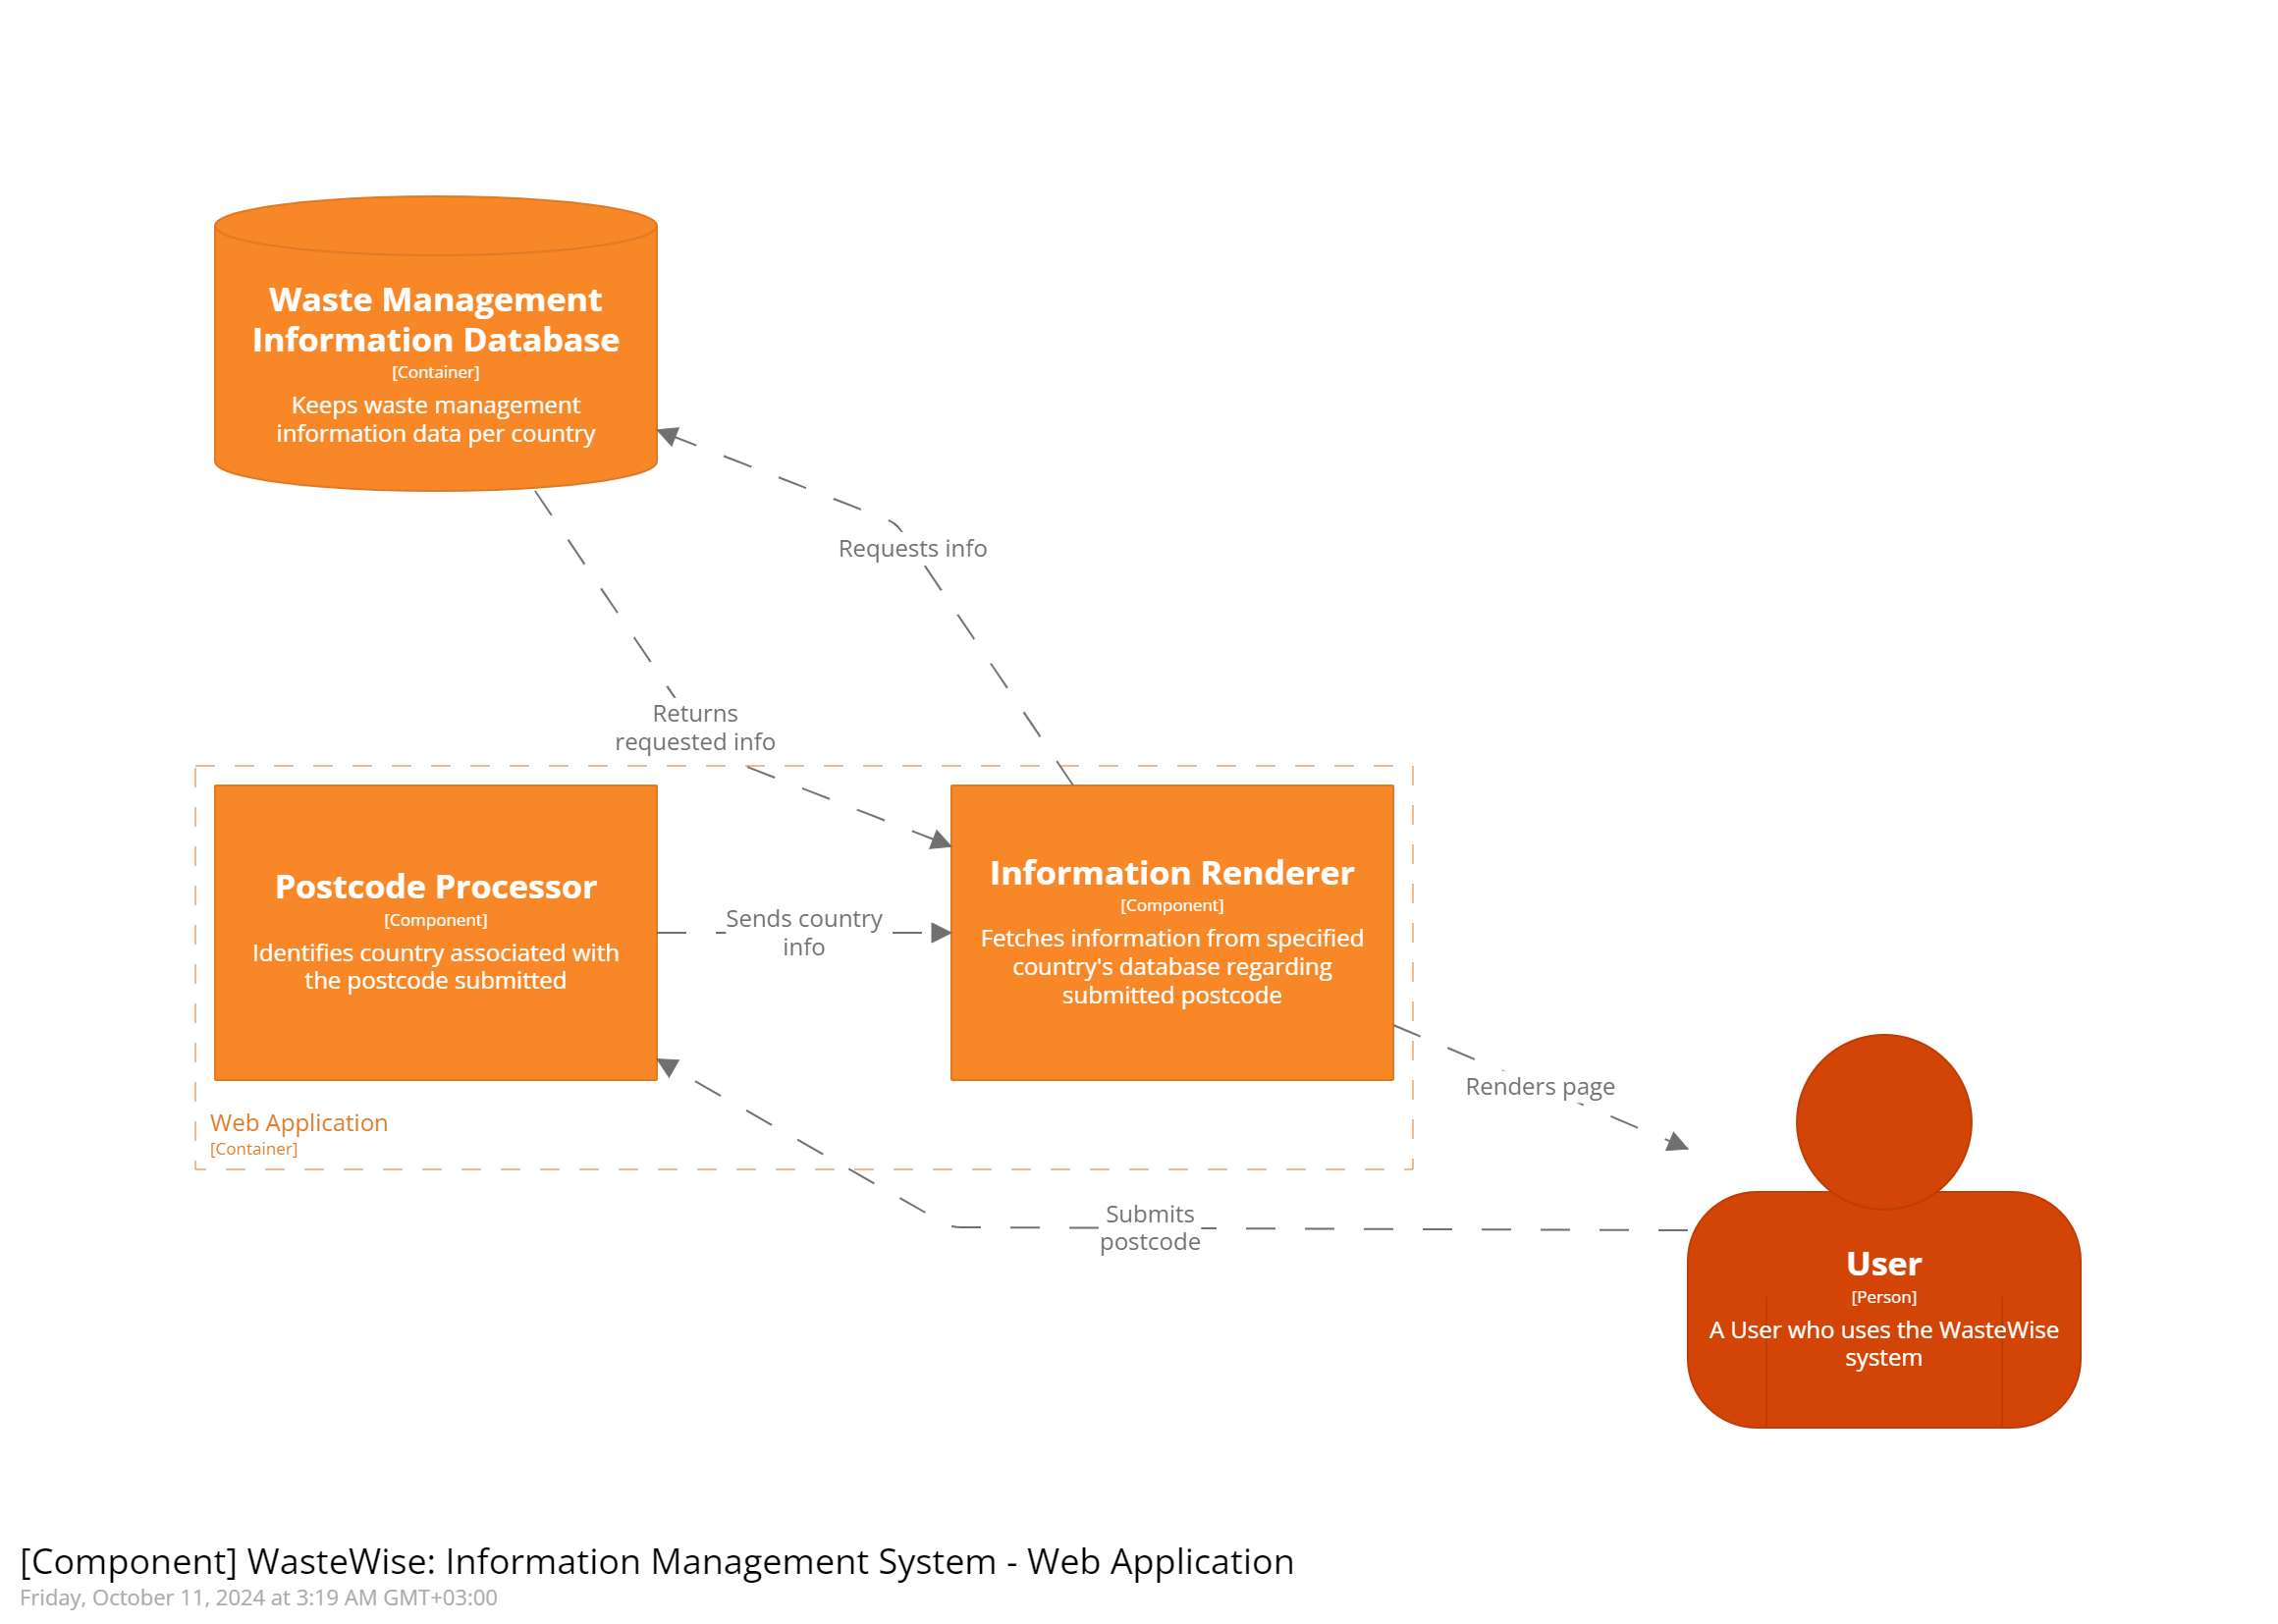 Waste Management
Information Database
[Container]
Keeps waste management
information data per country
Requests info
Returns
requested info
Postcode Processor
[Component]
Identifies country associated with
the postcode submitted
Sends country
info
Information Renderer
[Component]
Fetches information from specified
country's database regarding
submitted postcode
Renders page
Web Application
[Container]
Submits
postcode
User
[Person]
A User who uses the WasteWise
system
[Component] WasteWise: Information Management System - Web Application
Friday, October 11, 2024 at 3:19 AM GMT+03:00